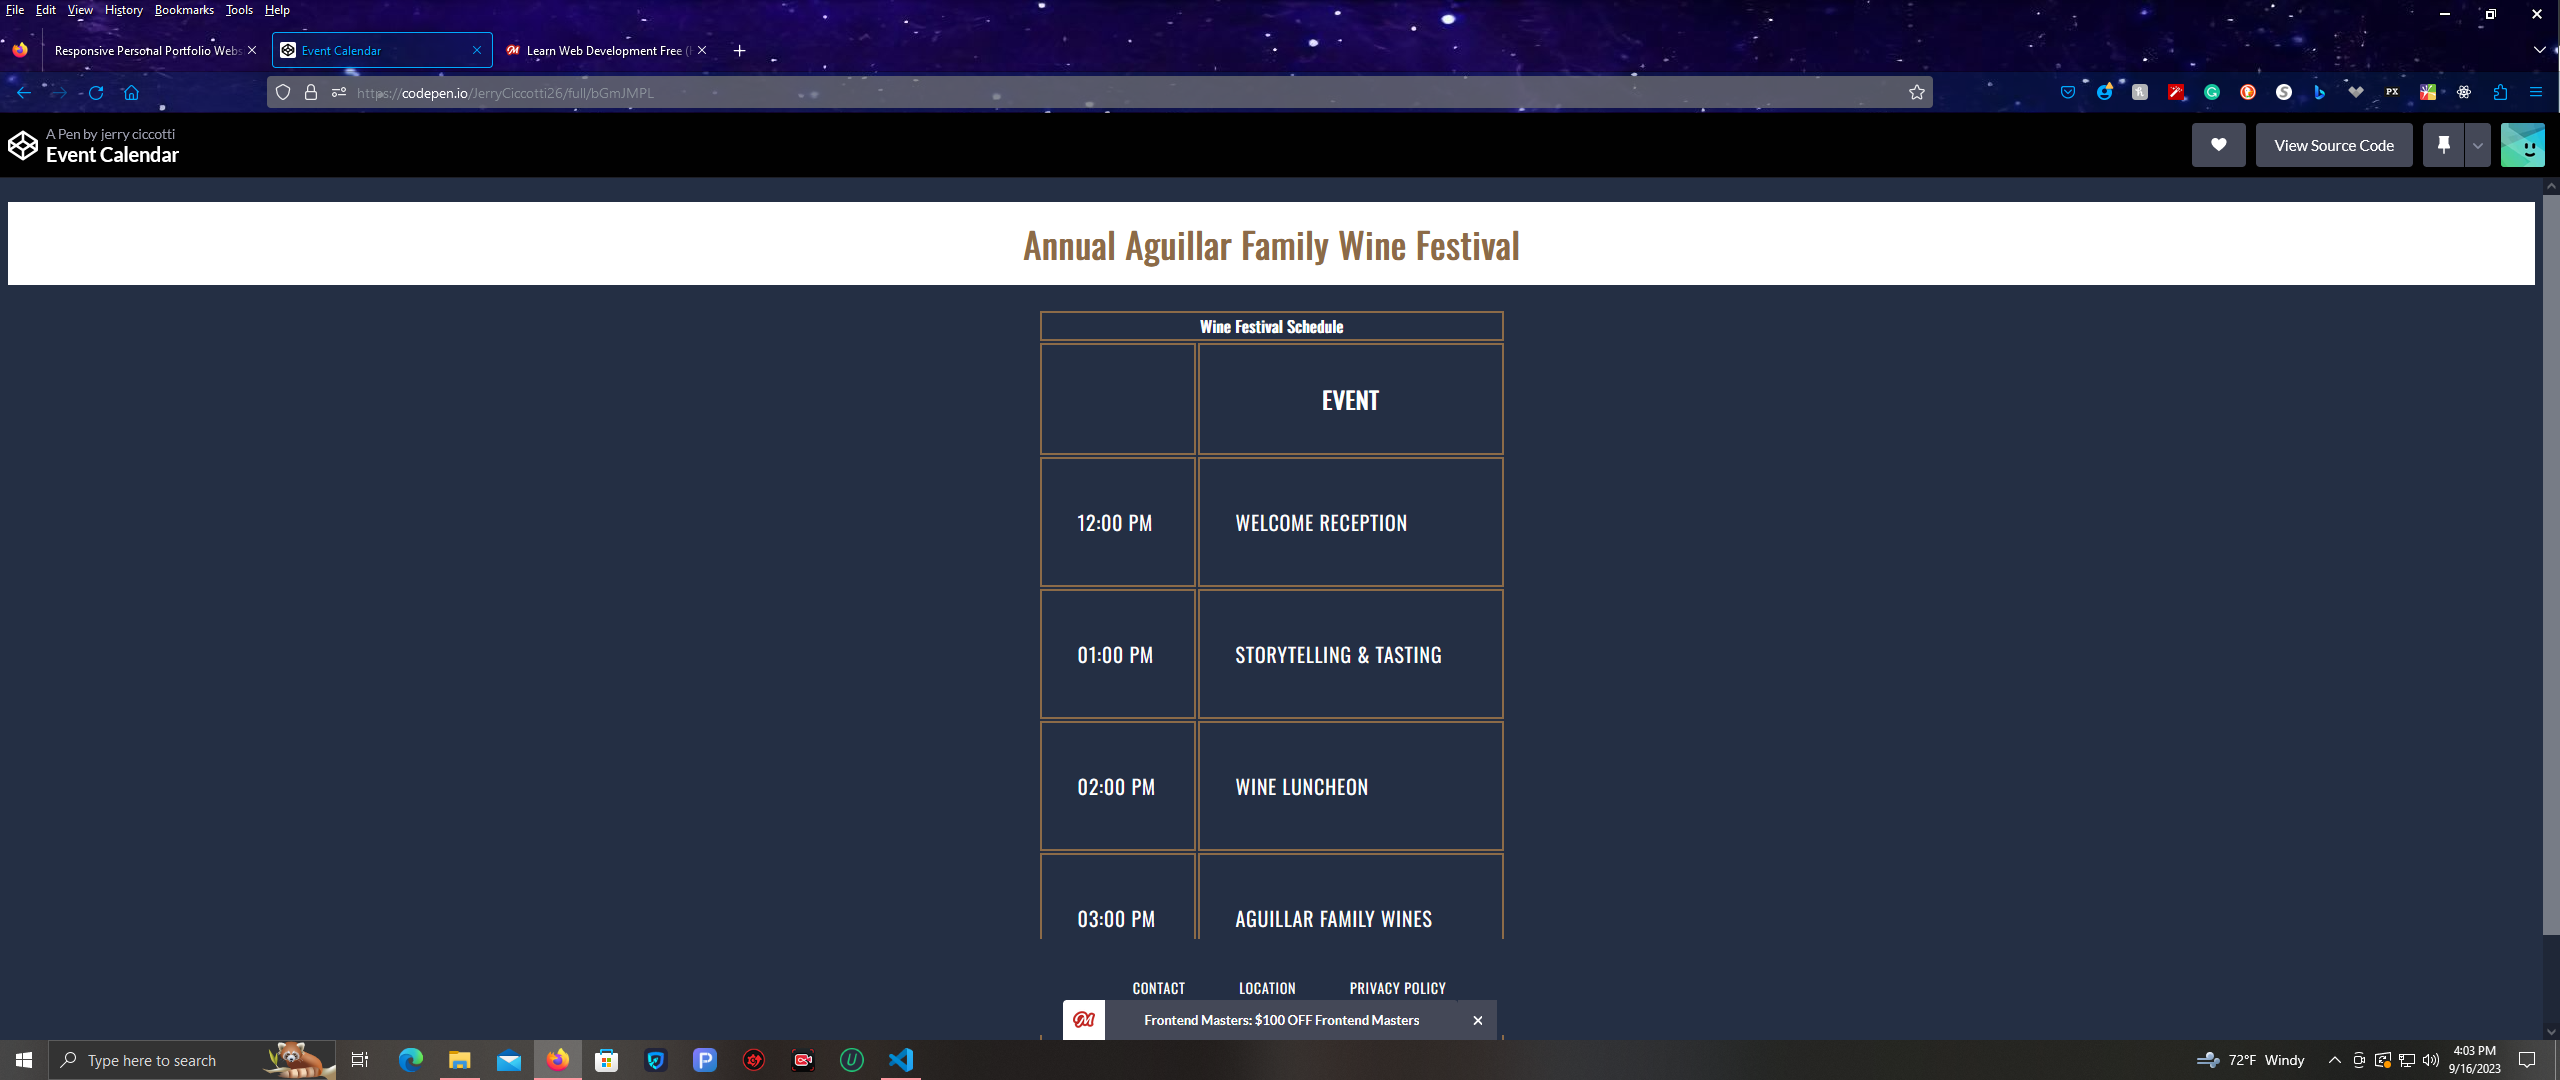 File Edit View History Bookmarks Tools Help
Responsive Personal Portfolio Webs
Event Calendar
Learn Web Development Free (
https://codepen.io/JerryCiccotti26/full/bGmJMPL
A Pen by jerry ciccotti
Event Calendar
View Source Code
Annual Aguillar Family Wine Festival
Wine Festival Schedule
EVENT
12:00 PM WELCOME RECEPTION
01:00 PM STORYTELLING & TASTING
02:00 PM WINE LUNCHEON
03:00 PM AGUILLAR FAMILY WINES
CONTACT LOCATION PRIVACY POLICY
Frontend Masters: $100 OFF Frontend Masters
Type here to search
72°F Windy
4:03 PM
9/16/2023